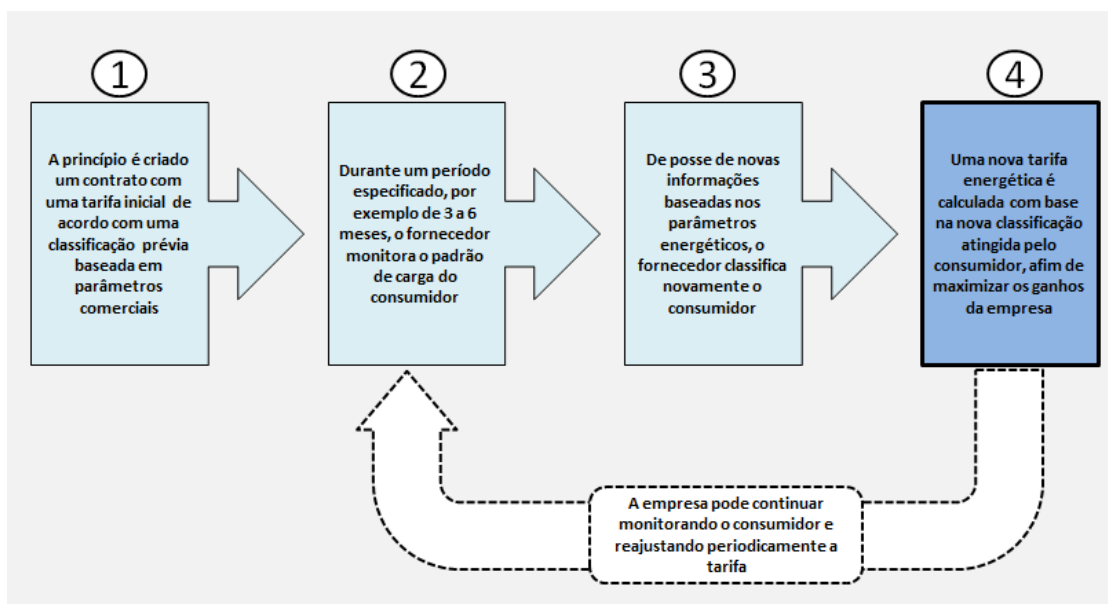 1
A princípio é criado
um contrato com
uma tarifa inicial de
acordo com uma
classificação prévia
baseada em
parâmetros
comerciais
2
Durante um período
especificado, por
exemplo de 3 a 6
meses, o fornecedor
monitora o padrão
de carga do
consumidor
3
De posse de novas
informações
baseadas nos
parâmetros
energéticos, o
fornecedor classifica
novamente o
consumidor
4
Uma nova tarifa
energética é
calculada com base
na nova classificação
atingida pelo
consumidor, afim de
maximizar os ganhos
da empresa
A empresa pode continuar
monitorando o consumidor e
reajustando periodicamente a
tarifa